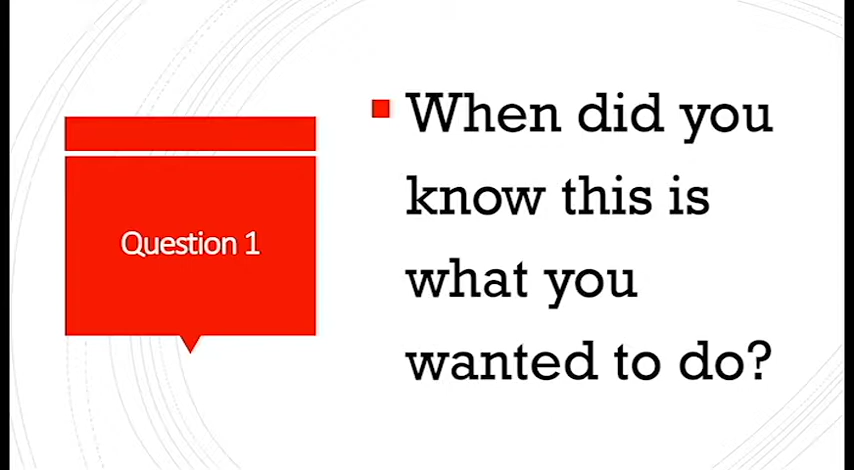 Question 1
When did you
know this is
what you
wanted to do?